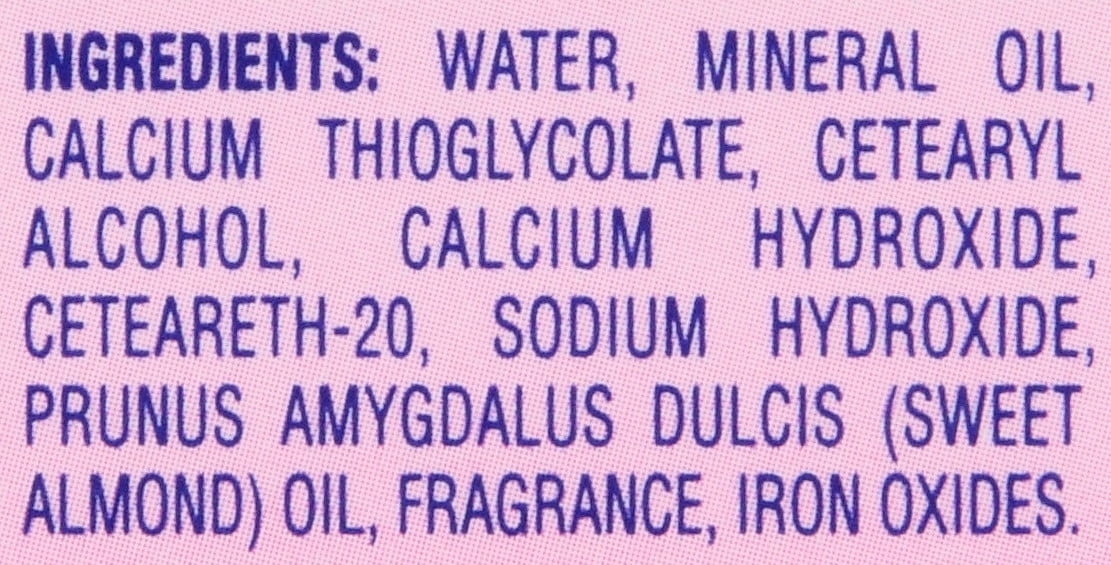 INGREDIENTS: WATER, MINERAL OIL,
CALCIUM THIOGLYCOLATE, CETEARYL
ALCOHOL, CALCIUM HYDROXIDE,
CETEARETH-20, SODIUM HYDROXIDE,
PRUNUS AMYGDALUS DULCIS (SWEET
ALMOND) OIL, FRAGRANCE, IRON OXIDES.